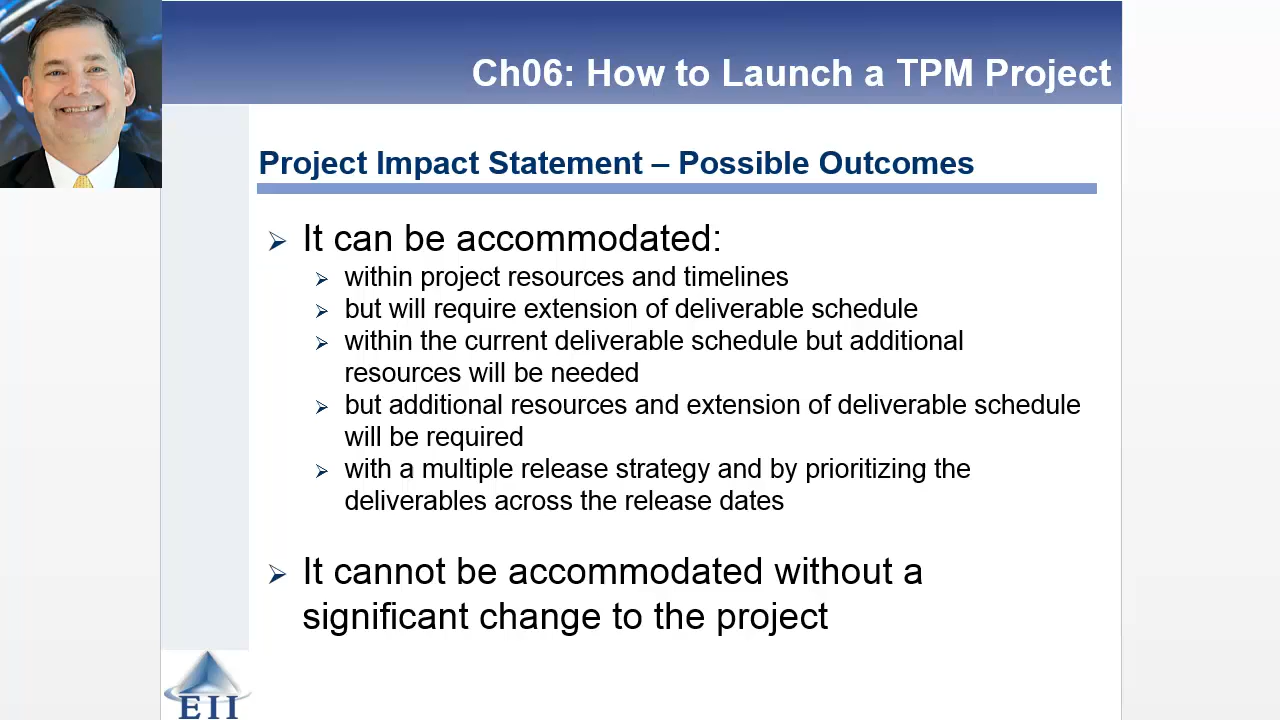 Ch06: How to Launch a TPM Project
Project Impact Statement – Possible Outcomes
It can be accommodated:
within project resources and timelines
but will require extension of deliverable schedule
within the current deliverable schedule but additional
resources will be needed
but additional resources and extension of deliverable schedule
will be required
with a multiple release strategy and by prioritizing the
deliverables across the release dates
It cannot be accommodated without a
significant change to the project
EII